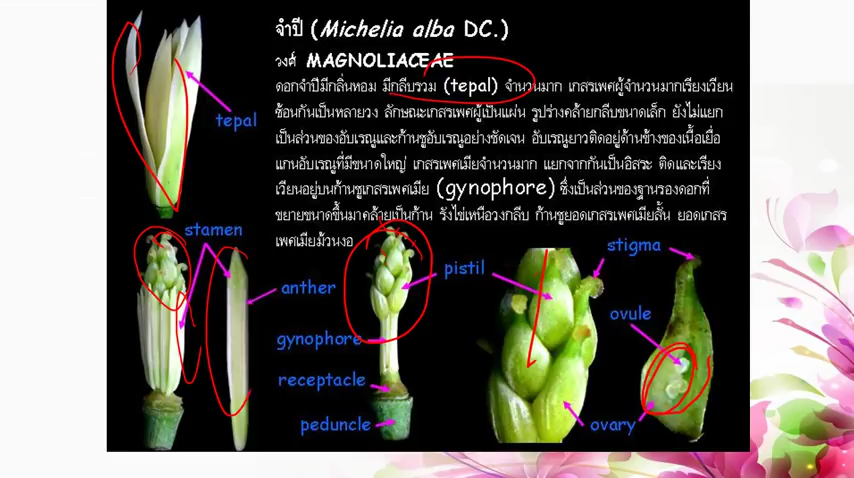 จำปี (Michelia alba DC.)
วงศ์ MAGNOLIACEAE
ดอกจำปีมีกลิ่นหอม มีกลีบรวม (tepal) จำนวนมาก เกสรเพศผู้จำนวนมากเรียงเวียน
ซ้อนกันเป็นหลายวง ลักษณะเกสรเพศผู้เป็นแผ่น รูปร่างคล้ายกลีบขนาดเล็ก ยังไม่แยก
เป็นส่วนของอับเรณูและก้านชูอับเรณูอย่างชัดเจน อับเรณูยาวติดอยู่ด้านข้างของเนื้อเยื่อ
แกนอับเรณูที่มีขนาดใหญ่ เกสรเพศเมียจำนวนมาก แยกจากกันเป็นอิสระ ติดและเรียง
เวียนอยู่บนก้านชูเกสรเพศเมีย (gynophore) ซึ่งเป็นส่วนของฐานรองดอกที่
ขยายขนาดขึ้นมาคล้ายเป็นก้าน รังไข่เหนือวงกลีบ ก้านชูยอดเกสรเพศเมียสั้น ยอดเกสร
เพศเมียม้วนงอ
tepal
stamen
anther
gynophore
receptacle
peduncle
pistil
stigma
ovule
ovary